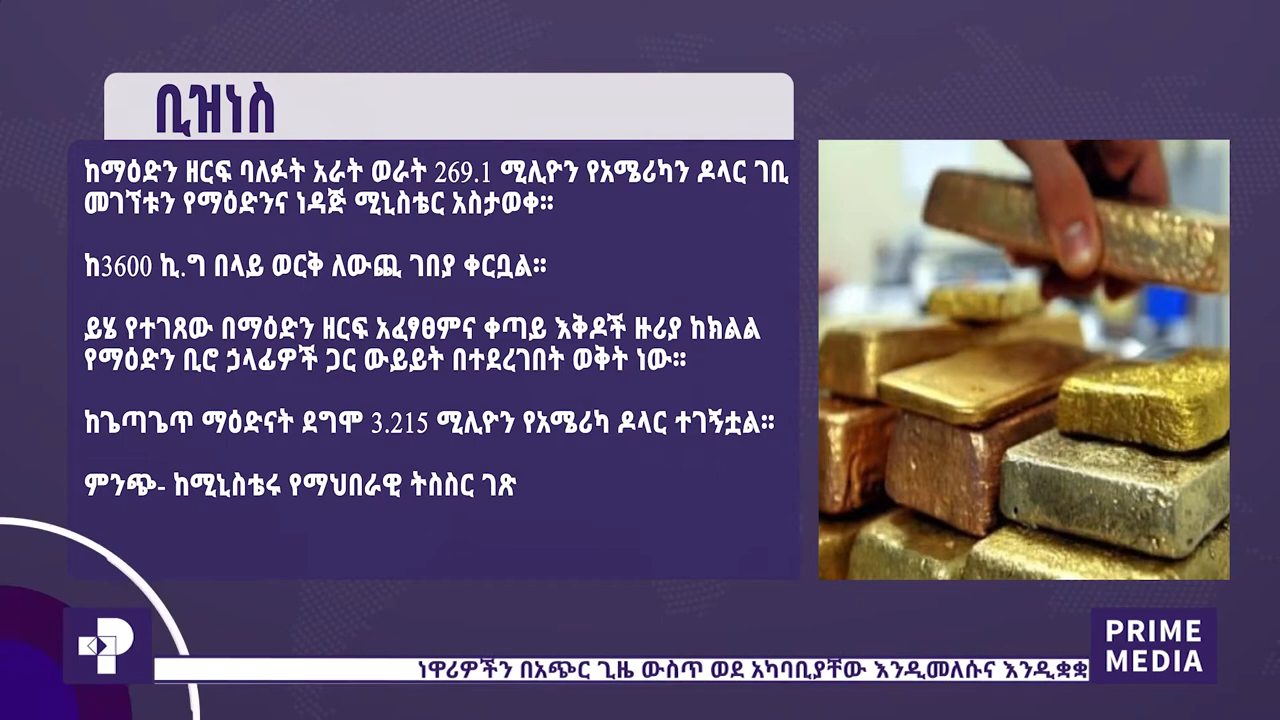 ቢዝነስ
ከማዕድን ዘርፍ ባለፉት አራት ወራት 269.1 ሚሊዮን የአሜሪካን ዶላር ገቢ
መገኘቱን የማዕድንና ነዳጅ ሚኒስቴር አስታወቀ፡፡
ከ3600 ኪ.ግ በላይ ወርቅ ለውጪ ገበያ ቀርቧል፡፡
ይሄ የተገጸው በማዕድን ዘርፍ አፈፃፀምና ቀጣይ እቅዶች ዙሪያ ከክልል
የማዕድን ቢሮ ኃላፊዎች ጋር ውይይት በተደረገበት ወቅት ነው፡፡
ከጌጣጌጥ ማዕድናት ደግሞ 3.215 ሚሊዮን የአሜሪካ ዶላር ተገኝቷል፡፡
ምንጭ- ከሚኒስቴሩ የማህበራዊ ትስስር ገጽ
ነዋሪዎችን በአጭር ጊዜ ውስጥ ወደ አካባቢያቸው እንዲመለሱና እንዲቋቋ
PRIME
MEDIA